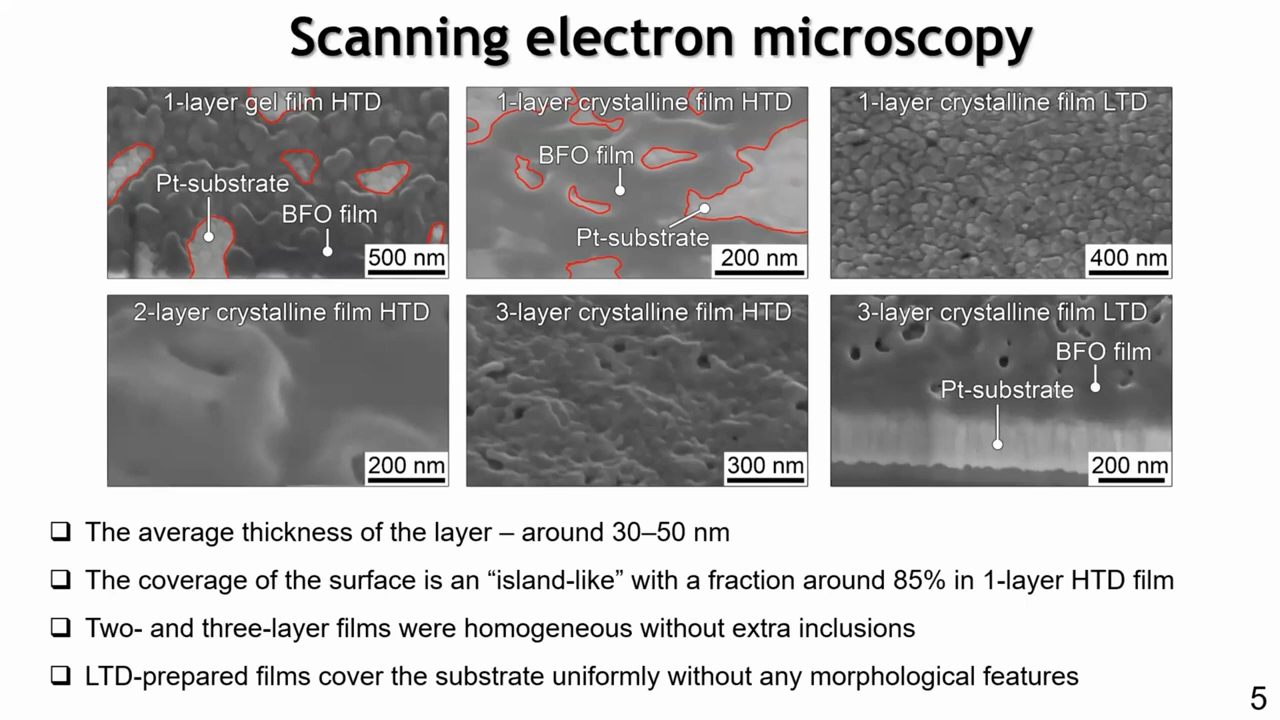 Scanning electron microscopy
1-layer gel film HTD
Pt-substrate
BFO film
500 nm
1-layer crystalline film HTD
BFO film
Pt-substrate
200 nm
1-layer crystalline film LTD
400 nm
2-layer crystalline film HTD
200 nm
3-layer crystalline film HTD
300 nm
3-layer crystalline film LTD
BFO film
Pt-substrate
200 nm
❑ The average thickness of the layer – around 30–50 nm
❑ The coverage of the surface is an “island-like” with a fraction around 85% in 1-layer HTD film
❑ Two- and three-layer films were homogeneous without extra inclusions
❑ LTD-prepared films cover the substrate uniformly without any morphological features
5